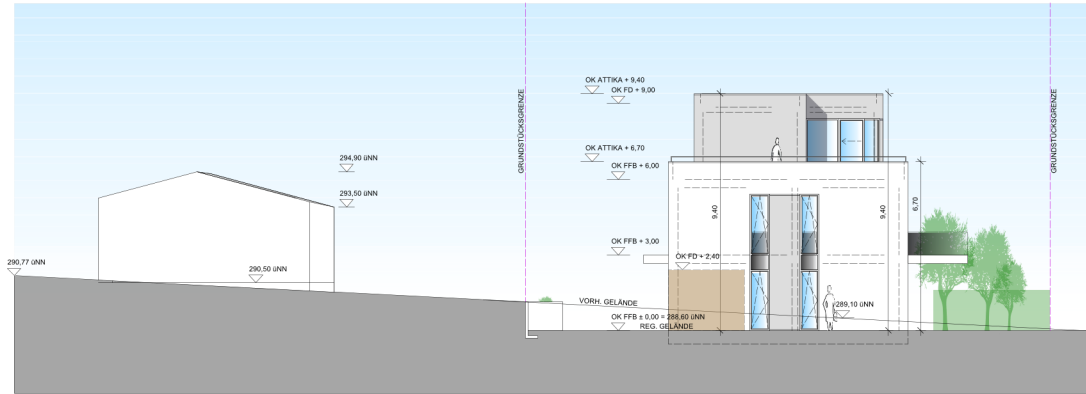 OK ATTIKA + 9,40
OK FD + 9,00
GRUNDSTÜCKSGRENZE
GRUNDSTÜCKSGRENZE
294,90 üNN
OK ATTIKA + 6,70
OK FFB + 6,00
293,50 üNN
9,40
9,40
6,70
OK FFB + 3,00
290,77 üNN
290,50 üNN
OK FD + 2,40
VORH. GELÄNDE
289,10 üNN
OK FFB ± 0,00 = 288,60 üNN
REG. GELÄNDE